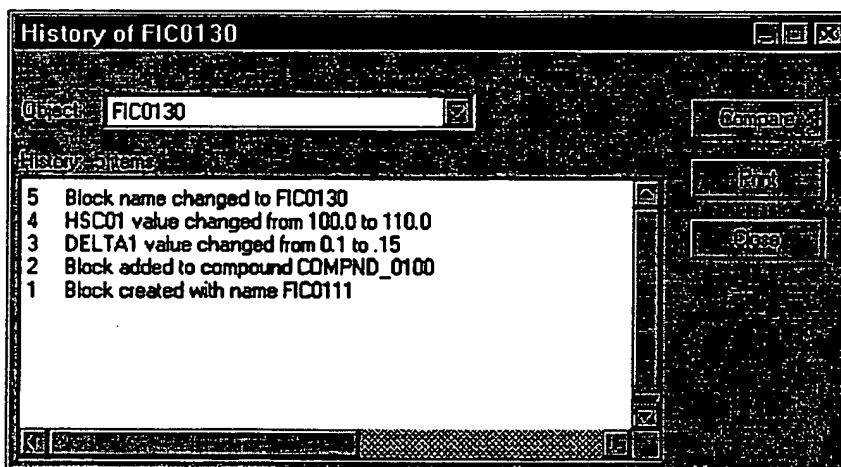 History of FIC0130
Object: FIC0130
Compare
History: 5 items
Print
Close
5 Block name changed to FIC0130
4 HSC01 value changed from 100.0 to 110.0
3 DELTA1 value changed from 0.1 to .15
2 Block added to compound COMPND_0100
1 Block created with name FIC0111